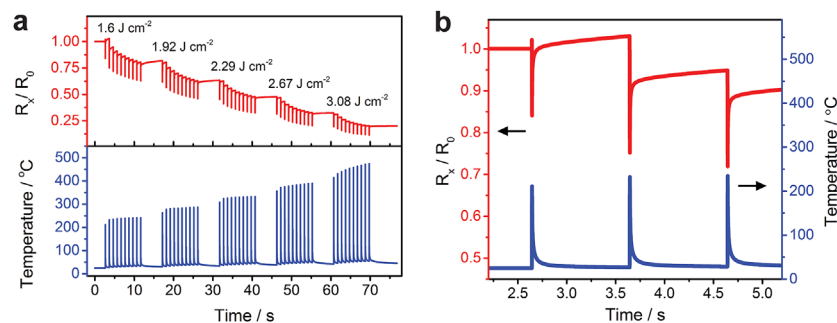 a
1.6 J cm⁻²
1.92 J cm⁻²
2.29 J cm⁻²
2.67 J cm⁻²
3.08 J cm⁻²
1.00
0.75
0.50
0.25
Rₓ / R₀
500
400
300
200
100
0
Temperature / °C
0 10 20 30 40 50 60 70
Time / s
b
1.0
0.9
0.8
0.7
0.6
0.5
Rₓ / R₀
500
400
300
200
100
0
Temperature / °C
2.5 3.0 3.5 4.0 4.5 5.0
Time / s